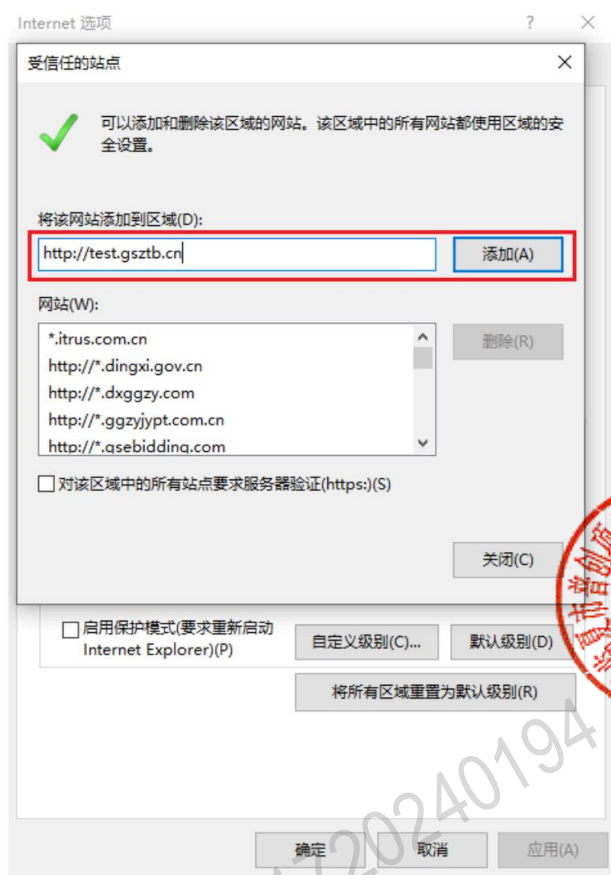 Internet 选项
受信任的站点
可以添加和删除该区域的网站。该区域中的所有网站都使用区域的安
全设置。
将该网站添加到区域(D):
http://test.gsztb.cn
添加(A)
网站(W):
*.itrus.com.cn
删除(R)
http://*.dingxi.gov.cn
http://*.dxggzy.com
http://*.ggzyjypt.com.cn
http://*.gsebidding.com
对该区域中的所有站点要求服务器验证(https:)(S)
关闭(C)
启用保护模式(要求重新启动
Internet Explorer)(P)
自定义级别(C)...
默认级别(D)
将所有区域重置为默认级别(R)
确定
取消
应用(A)